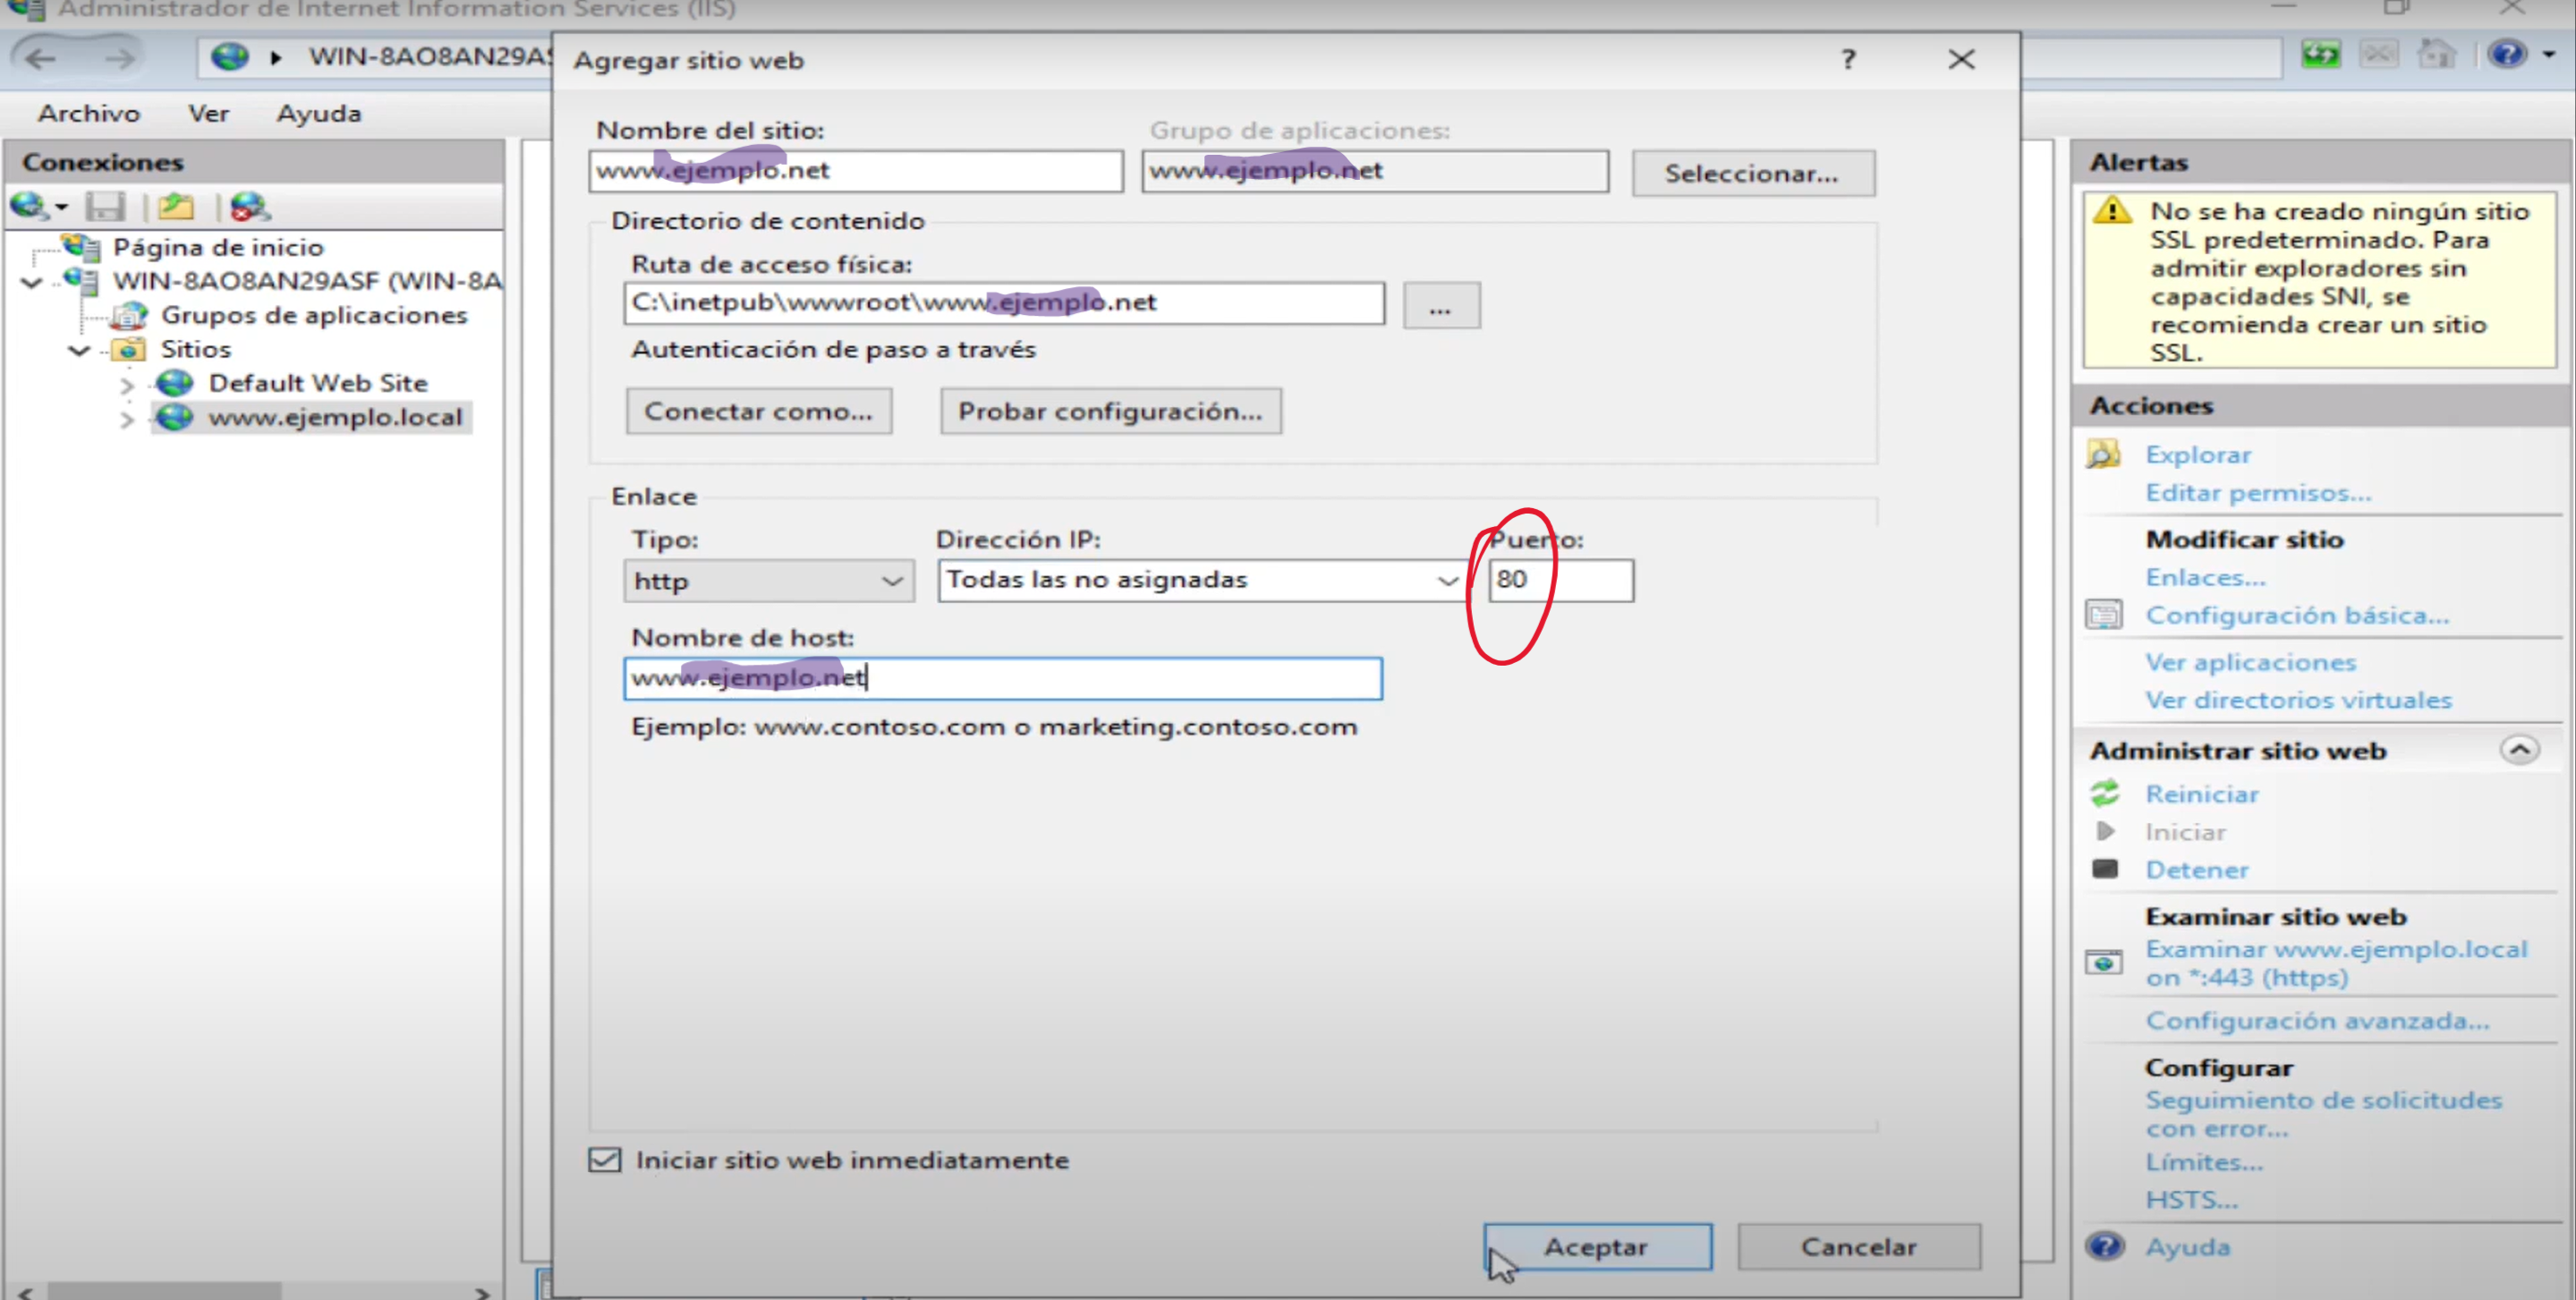 Administrador de Internet Information Services (IIS)
WIN-8AO8AN29AS
Archivo Ver Ayuda
Conexiones
Página de inicio
WIN-8AO8AN29ASF (WIN-8A
Grupos de aplicaciones
Sitios
Default Web Site
www.ejemplo.local
Agregar sitio web
?
Nombre del sitio: Grupo de aplicaciones:
www.ejemplo.net www.ejemplo.net Seleccionar...
Directorio de contenido
Ruta de acceso física:
C:\inetpub\wwwroot\www.ejemplo.net ...
Autenticación de paso a través
Conectar como... Probar configuración...
Enlace
Tipo: Dirección IP: Puerto:
http Todas las no asignadas 80
Nombre de host:
www.ejemplo.net
Ejemplo: www.contoso.com o marketing.contoso.com
Iniciar sitio web inmediatamente
Aceptar Cancelar
Alertas
No se ha creado ningún sitio
SSL predeterminado. Para
admitir exploradores sin
capacidades SNI, se
recomienda crear un sitio
SSL.
Acciones
Explorar
Editar permisos...
Modificar sitio
Enlaces...
Configuración básica...
Ver aplicaciones
Ver directorios virtuales
Administrar sitio web
Reiniciar
Iniciar
Detener
Examinar sitio web
Examinar www.ejemplo.local
on *:443 (https)
Configuración avanzada...
Configurar
Seguimiento de solicitudes
con error...
Límites...
HSTS...
Ayuda